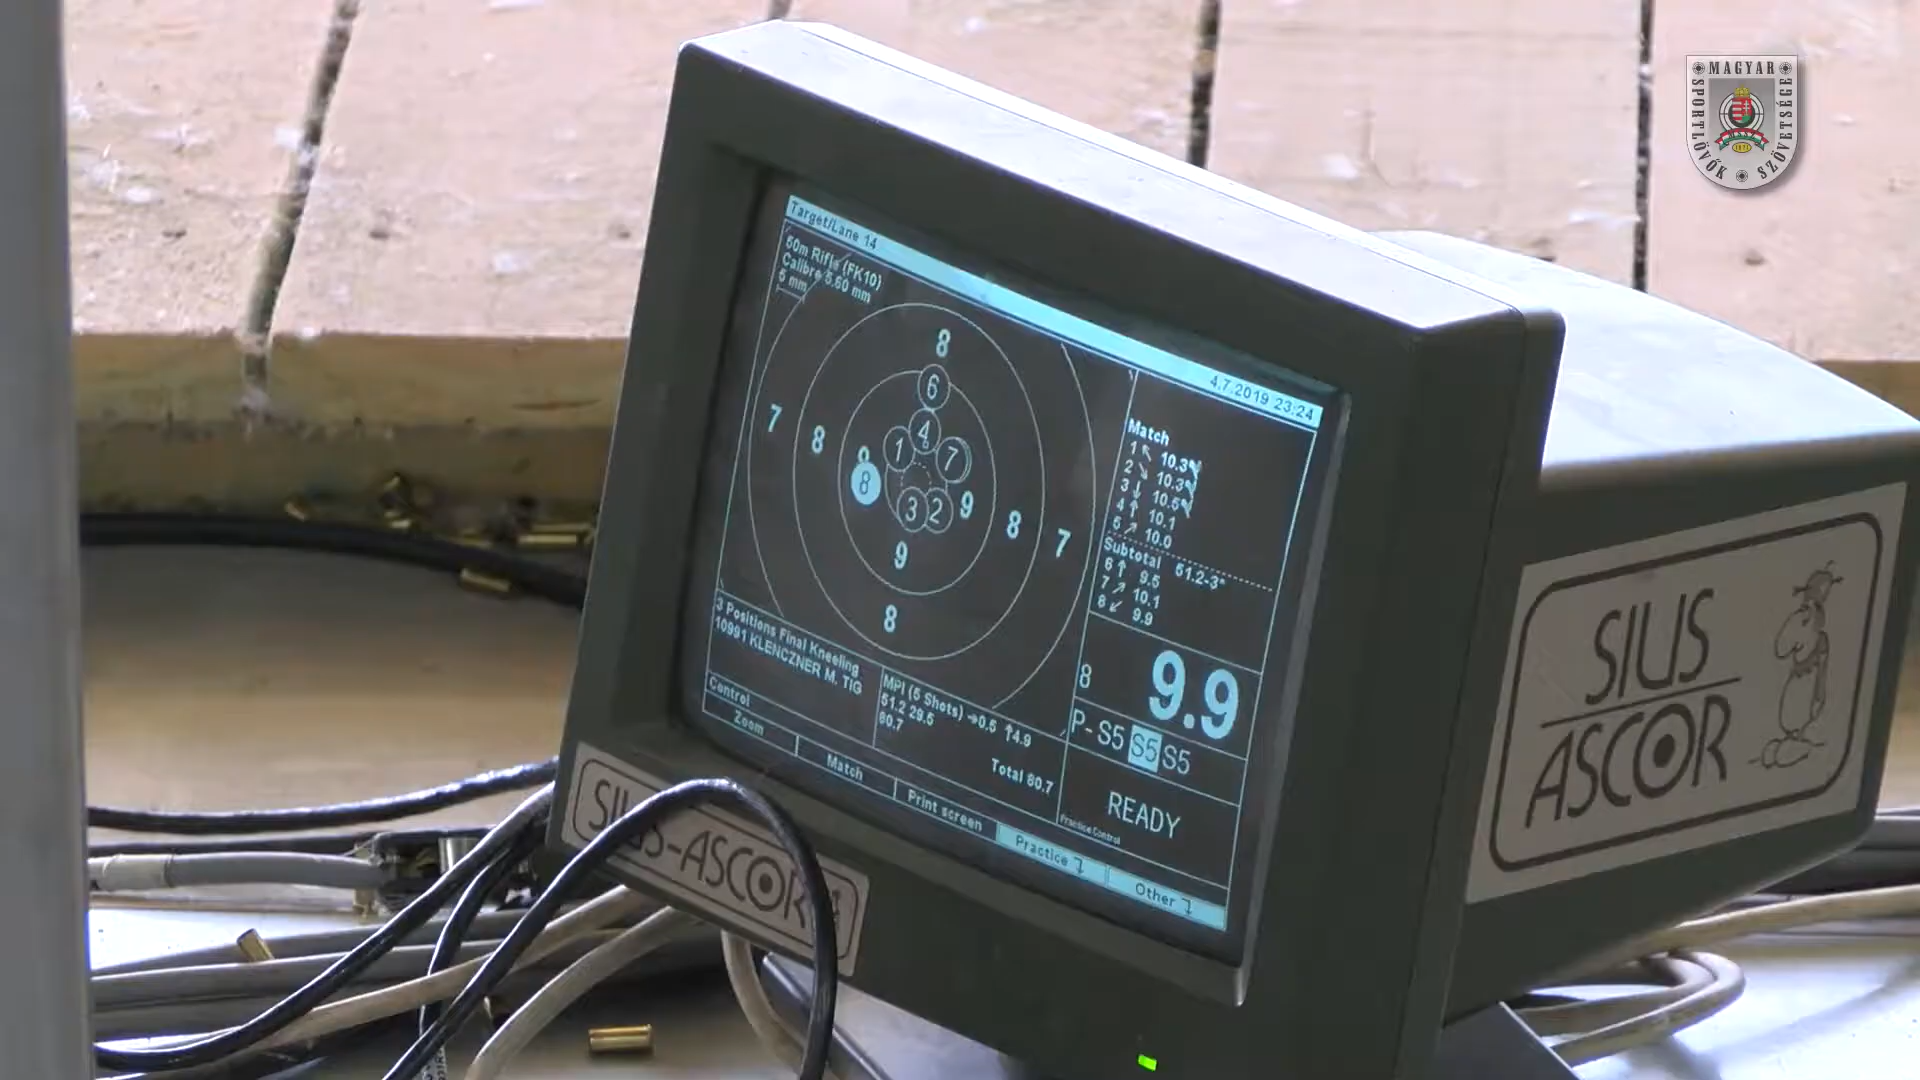 MAGYAR
SPORTLÖVŐK
SZÖVETSÉGE
MSSZ
1871
Target/Lane 14
4.7.2019 23:24
50m Rifle (FK10)
Calibre 5.60 mm
5 mm
8
6
4
1
7
7
8
9
8
3
2
9
8
7
9
8
Match
1 ↖ 10.3*
2 ↘ 10.3*
3 ↓ 10.5*
4 ↑ 10.1
5 ↗ 10.0
Subtotal 51.2-3*
6 ↑ 9.5
7 ↗ 10.1
8 ↙ 9.9
8 9.9
P- S5 S5 S5
READY
3 Positions Final Kneeling
10991 KLENCZNER M. TIG
MPI (5 Shots) →0.5 ↑4.9
51.2 29.5
80.7
Total 80.7
Control
Practice Control
Zoom
Match
Print screen
Practice
Other
SIUS-ASCOR
SIUS
ASCOR